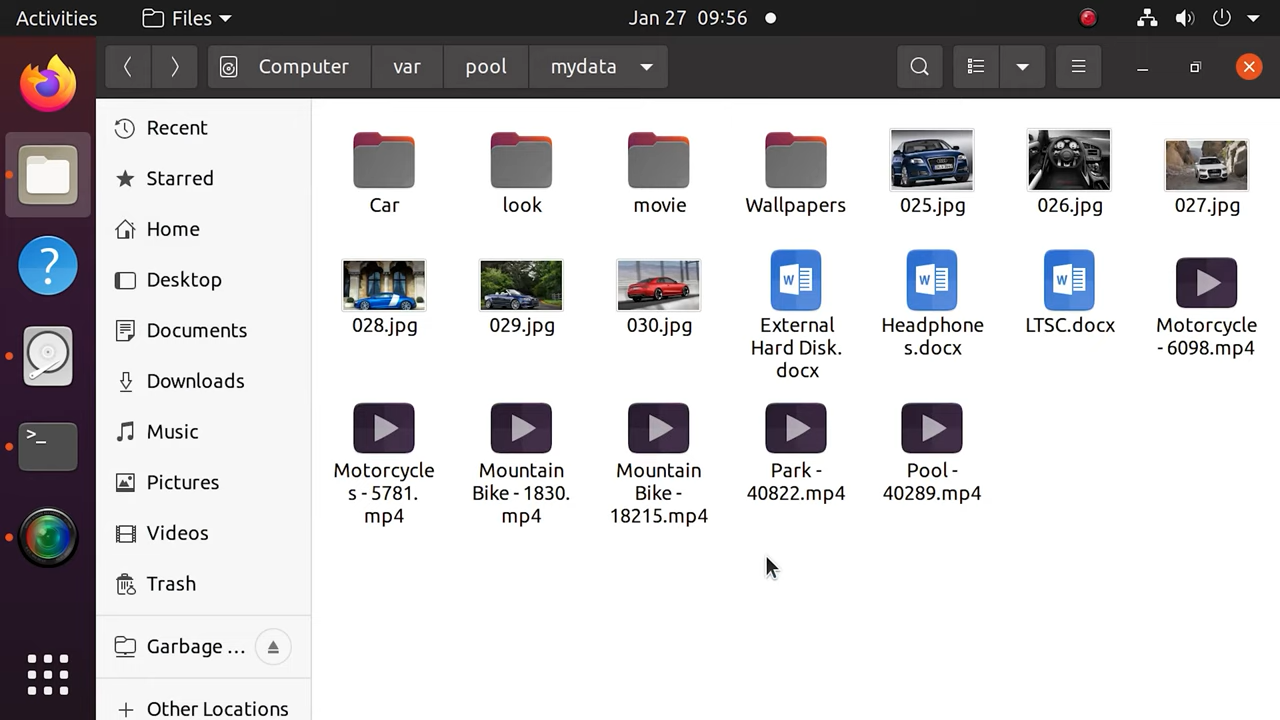 Activities Files Jan 27 09:56
Computer var pool mydata
Recent
Starred
Home
Desktop
Documents
Downloads
Music
Pictures
Videos
Trash
Garbage ...
Other Locations
Car look movie Wallpapers 025.jpg 026.jpg 027.jpg
028.jpg 029.jpg 030.jpg External Headphone LTSC.docx Motorcycle
Hard Disk. s.docx - 6098.mp4
docx
Motorcycle Mountain Mountain Park - Pool -
s - 5781. Bike - 1830. Bike - 40822.mp4 40289.mp4
mp4 mp4 18215.mp4